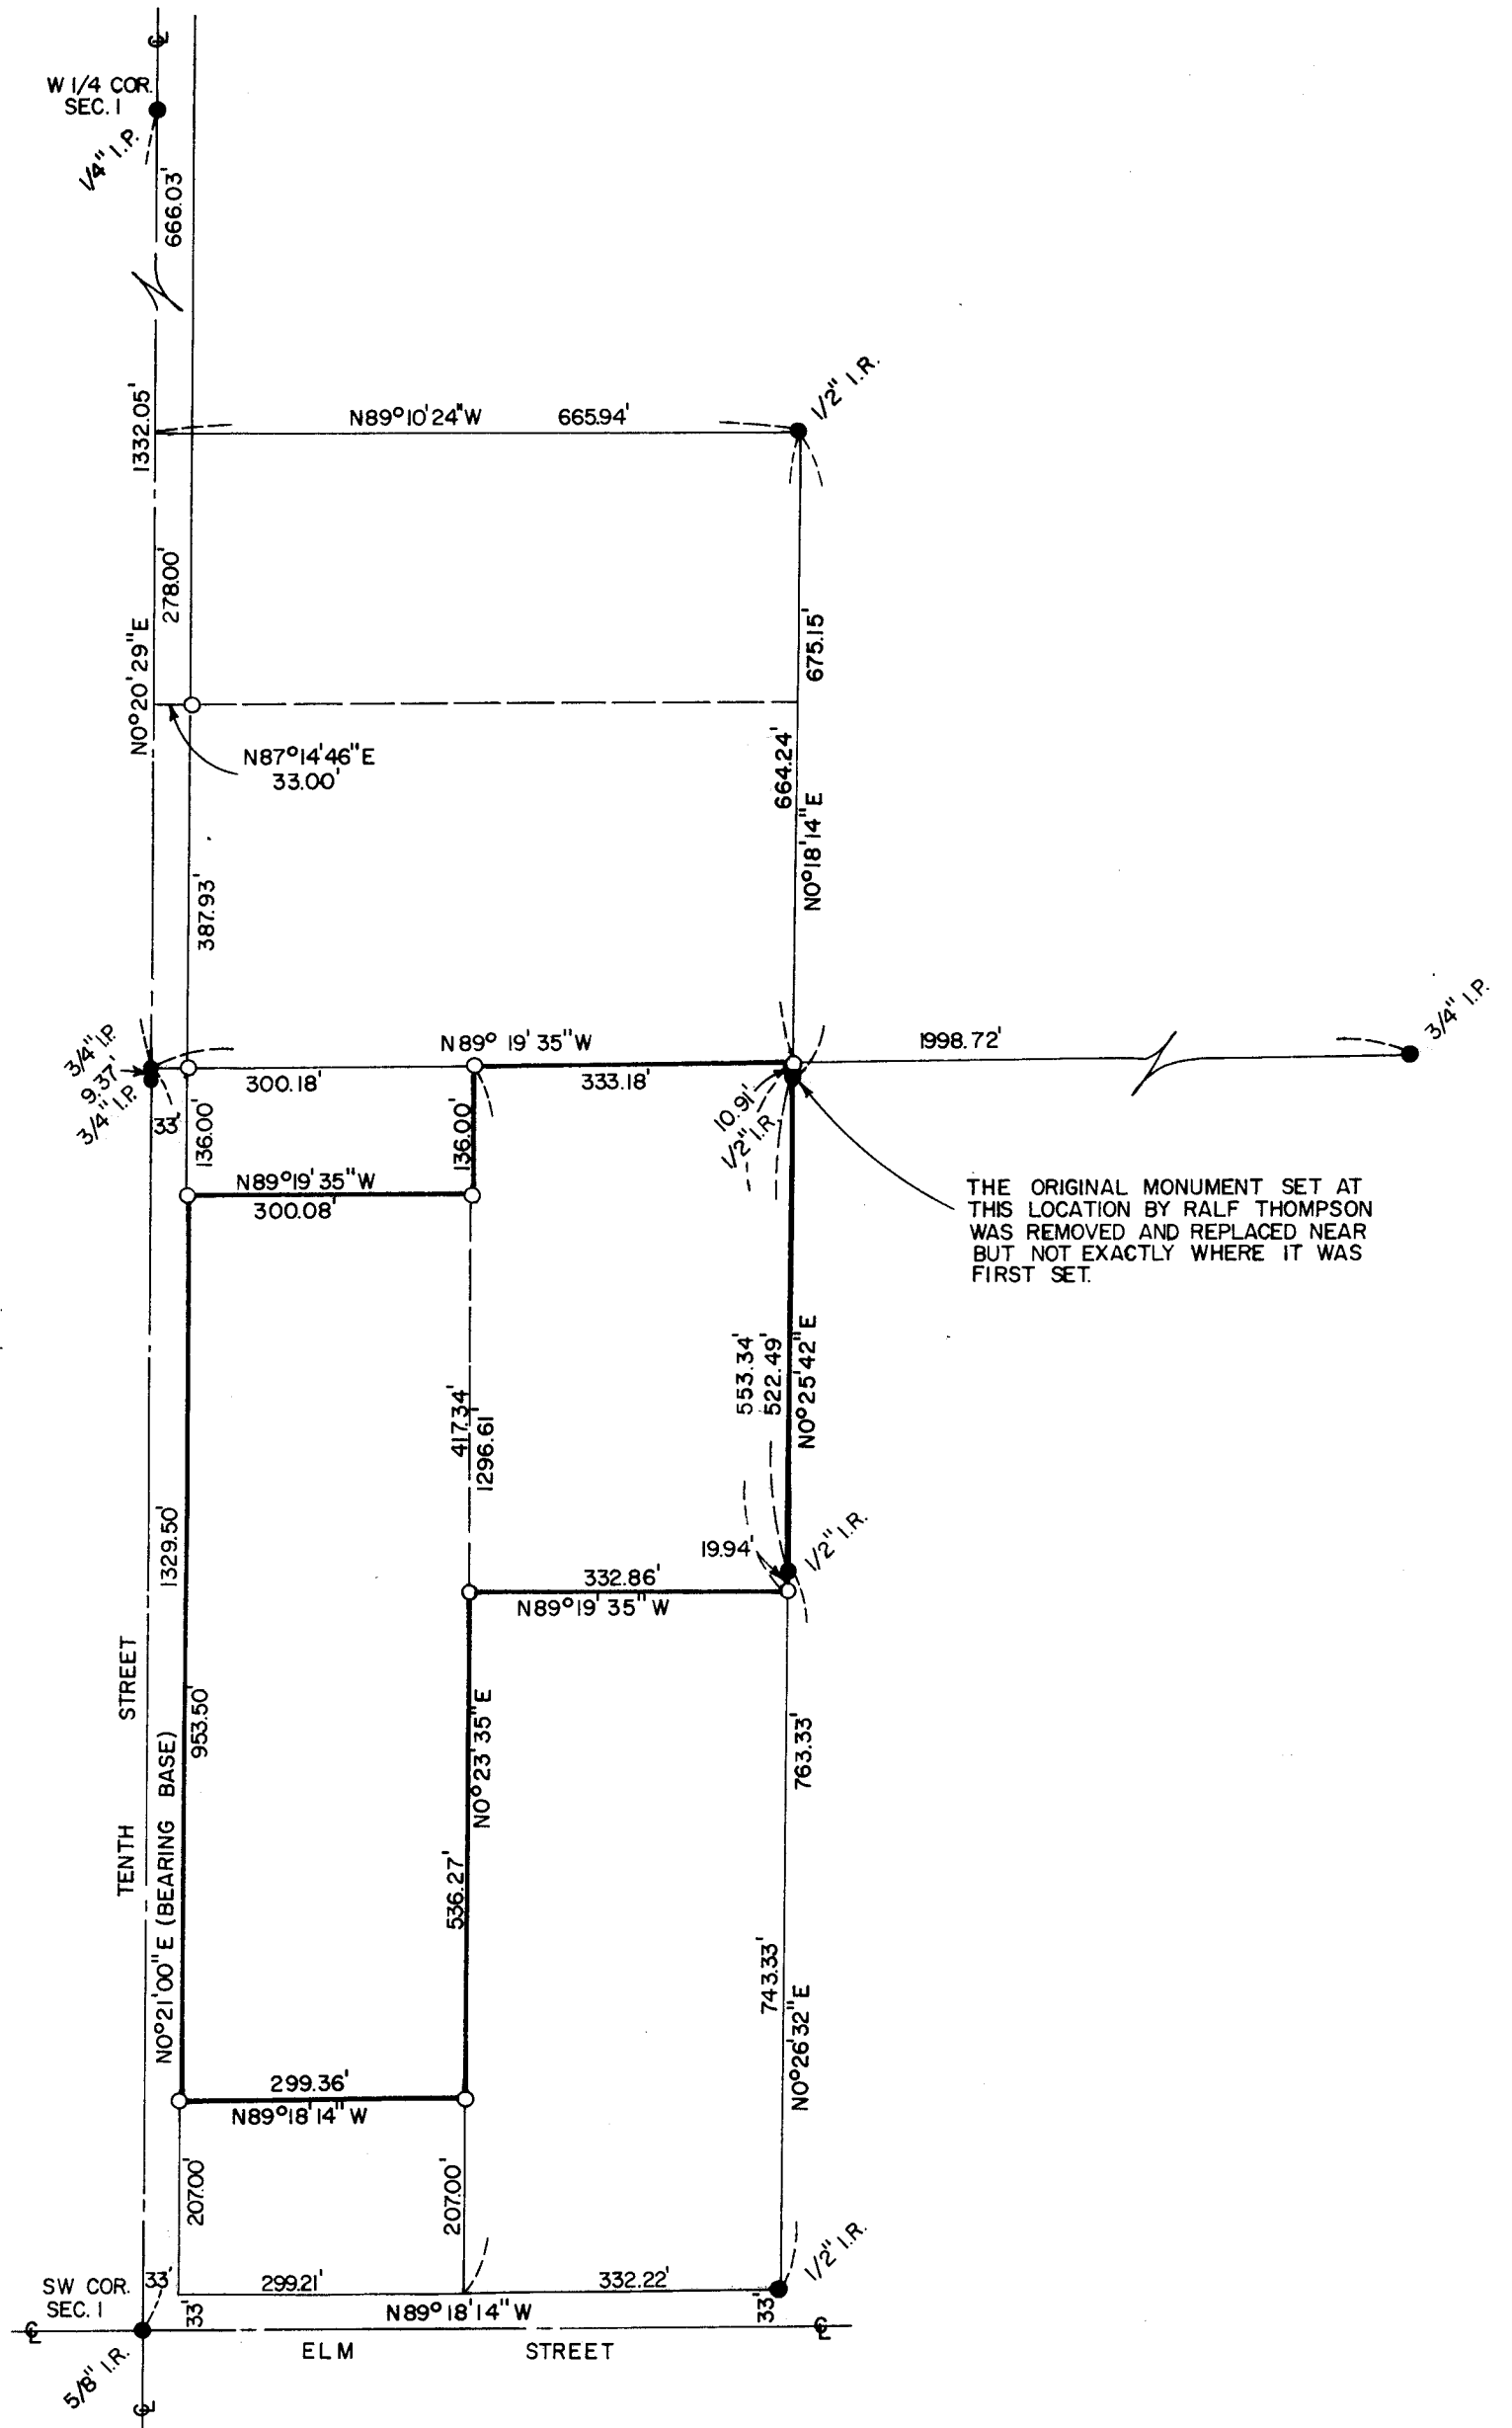 ℄
W 1/4 COR.
SEC. 1
1/4" I.P.
666.03'
1/2" I.R.
1332.05'
N89°10'24"W 665.94'
278.00'
N0°20'29"E
675.15'
N87°14'46"E
33.00'
664.24'
N0°18'14"E
387.93'
3/4" I.P.
9.37'
3/4" I.P.
N89° 19' 35"W
1998.72'
3/4" I.P.
300.18'
333.18'
10.91'
1/2" I.R.
33'
136.00'
136.00'
N89°19'35"W
300.08'
THE ORIGINAL MONUMENT SET AT
THIS LOCATION BY RALF THOMPSON
WAS REMOVED AND REPLACED NEAR
BUT NOT EXACTLY WHERE IT WAS
FIRST SET.
553.34'
522.49'
N0°25'42"E
417.34'
1296.61'
1329.50'
19.94'
1/2" I.R.
332.86'
N89°19' 35"W
TENTH STREET
N0°21'00"E (BEARING BASE)
953.50'
N0°23'35"E
763.33'
536.27'
743.33'
N0°26'32"E
299.36'
N89°18'14"W
207.00'
207.00'
1/2" I.R.
SW COR.
SEC. 1
33'
299.21'
332.22'
33'
N89°18'14"W
33'
℄
℄
ELM STREET
5/8" I.R.
℄